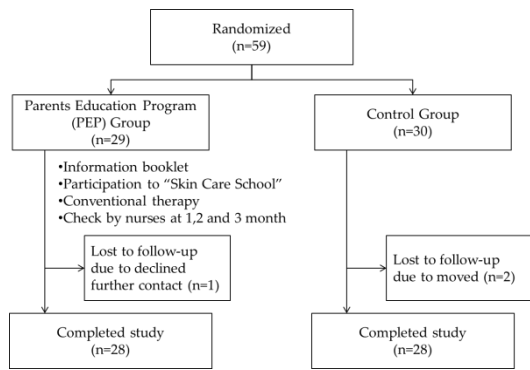 Randomized
(n=59)
Parents Education Program
(PEP) Group
(n=29)
Control Group
(n=30)
•Information booklet
•Participation to “Skin Care School”
•Conventional therapy
•Check by nurses at 1,2 and 3 month
Lost to follow-up
due to declined
further contact (n=1)
Lost to follow-up
due to moved (n=2)
Completed study
(n=28)
Completed study
(n=28)